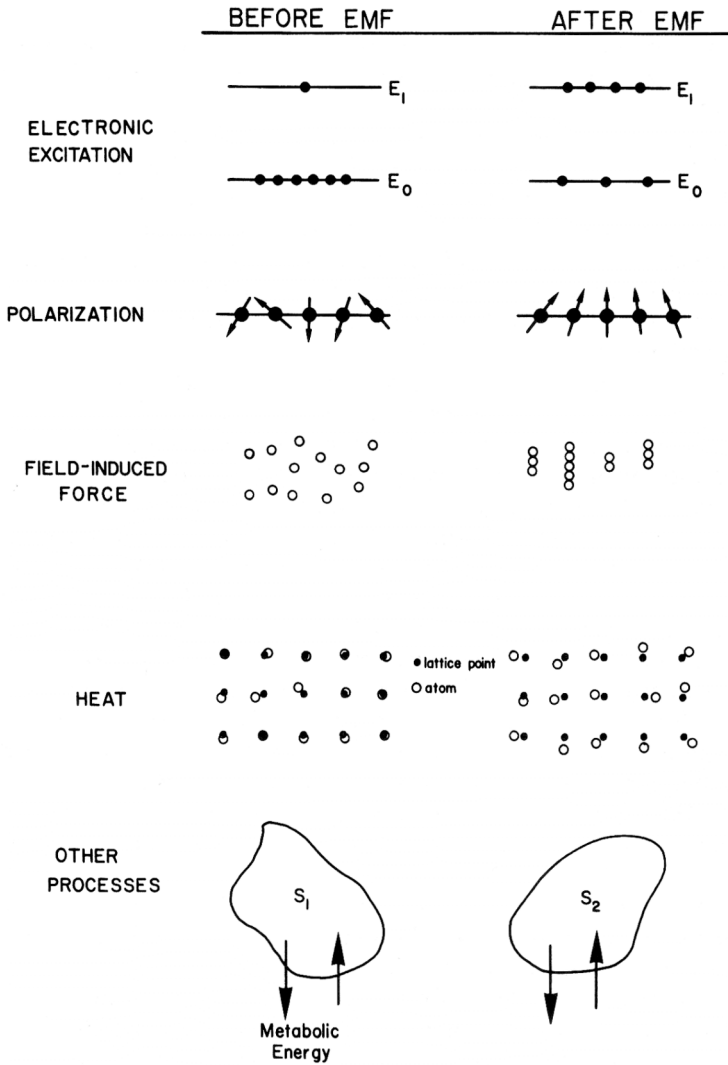 BEFORE EMF AFTER EMF
E1 E1
ELECTRONIC
EXCITATION
E0 E0
POLARIZATION
FIELD-INDUCED
FORCE
lattice point
atom
HEAT
OTHER
PROCESSES
S1 S2
Metabolic
Energy